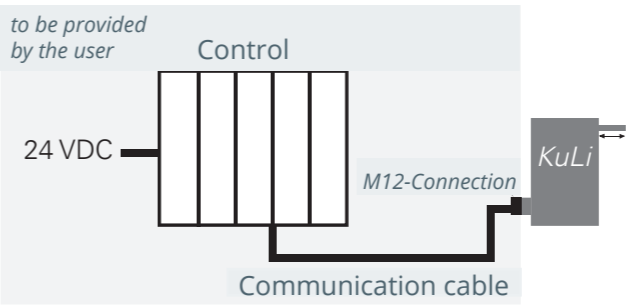 to be provided
by the user
Control
24 VDC
KuLi
M12-Connection
Communication cable